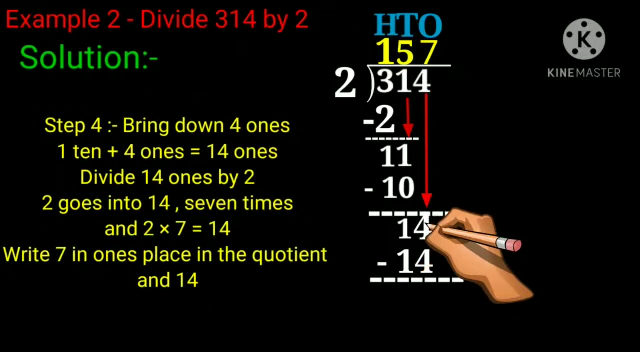 Example 2 - Divide 314 by 2
Solution:-
HTO
157
2)314
-2
11
- 10
14
- 14
Step 4 :- Bring down 4 ones
1 ten + 4 ones = 14 ones
Divide 14 ones by 2
2 goes into 14 , seven times
and 2 × 7 = 14
Write 7 in ones place in the quotient
and 14
K
KINEMASTER